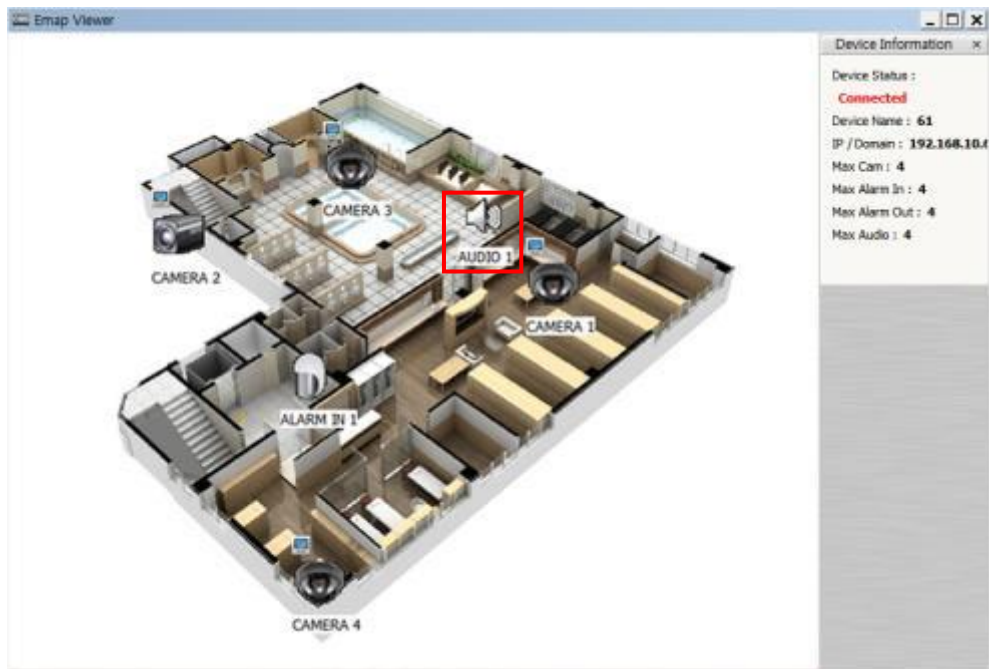 Emap Viewer
Device Information
Device Status :
Connected
Device Name : 61
IP / Domain : 192.168.10.
Max Cam : 4
Max Alarm In : 4
Max Alarm Out : 4
Max Audio : 4
CAMERA 3
CAMERA 2
AUDIO 1
CAMERA 1
ALARM IN 1
CAMERA 4